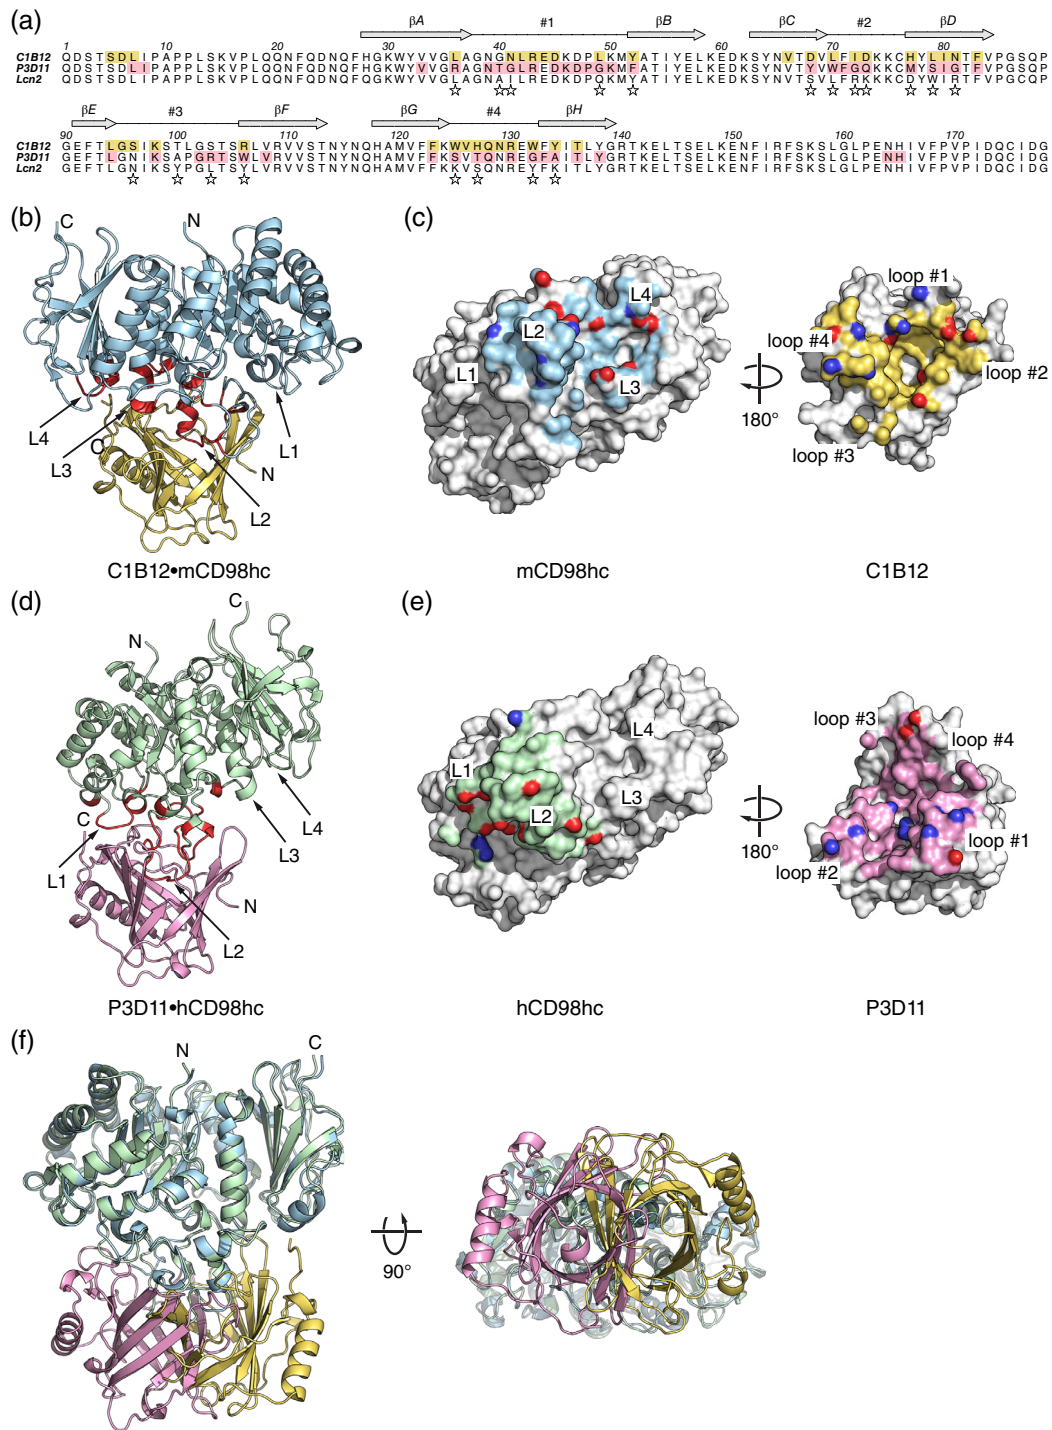 (a)
βA #1 βB βC #2 βD
1 10 20 30 40 50 60 70 80
C1B12 QDSTSDLIPAPPLSKVPLQQNFQDNQFHGKWYVVGLAGNGNLREDKDPLKMYATIYELKEDKSYNVTDVLFIDKKCHYLINTFVPGSQP
P3D11 QDSTSDLIPAPPLSKVPLQQNFQDNQFHGKWYVVGRAGNTGLREDKDPGKMFATIYELKEDKSYNVTYVWFGQKKCMYSIGTFVPGSQP
Lcn2 QDSTSDLIPAPPLSKVPLQQNFQDNQFHGKWYVVGLAGNAILREDKDPQKMYATIYELKEDKSYNVTSVLFRKKKCDYWIRTFVPGSQP
βE #3 βF βG #4 βH
90 100 110 120 130 140 150 160 170
C1B12 GEFTLGSIKSTLGSTSRLVRVVSTNYNQHAMVFFKWVHQNREWFYITLYGRTKELTSELKENFIRFSKSLGLPENHIVFPVPIDQCIDG
P3D11 GEFTLGNIKSAPGRTSWLVRVVSTNYNQHAMVFFKSVTQNREGFAITLYGRTKELTSELKENFIRFSKSLGLPENHIVFPVPIDQCIDG
Lcn2 GEFTLGNIKSYPGLTSYLVRVVSTNYNQHAMVFFKKVSQNREYFKITLYGRTKELTSELKENFIRFSKSLGLPENHIVFPVPIDQCIDG
(b)
C N
L4
L3
C
L1
N
L2
C1B12•mCD98hc
(c)
L4
L2
L1
L3
mCD98hc
180°
loop #1
loop #4
loop #2
loop #3
C1B12
(d)
C
N
C
L4
L3
L1
N
L2
P3D11•hCD98hc
(e)
L4
L1
L3
L2
hCD98hc
180°
loop #3
loop #4
loop #1
loop #2
P3D11
(f)
N C
90°